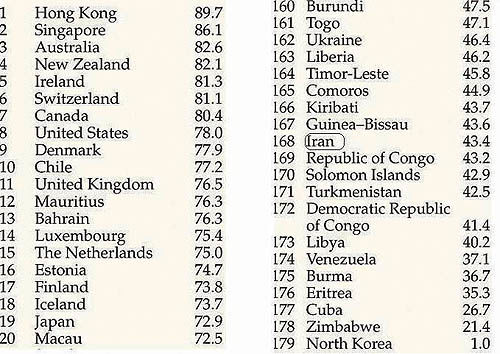 1 Hong Kong 89.7
2 Singapore 86.1
3 Australia 82.6
4 New Zealand 82.1
5 Ireland 81.3
6 Switzerland 81.1
7 Canada 80.4
8 United States 78.0
9 Denmark 77.9
10 Chile 77.2
11 United Kingdom 76.5
12 Mauritius 76.3
13 Bahrain 76.3
14 Luxembourg 75.4
15 The Netherlands 75.0
16 Estonia 74.7
17 Finland 73.8
18 Iceland 73.7
19 Japan 72.9
20 Macau 72.5
160 Burundi 47.5
161 Togo 47.1
162 Ukraine 46.4
163 Liberia 46.2
164 Timor-Leste 45.8
165 Comoros 44.9
166 Kiribati 43.7
167 Guinea–Bissau 43.6
168 Iran 43.4
169 Republic of Congo 43.2
170 Solomon Islands 42.9
171 Turkmenistan 42.5
172 Democratic Republic
of Congo 41.4
173 Libya 40.2
174 Venezuela 37.1
175 Burma 36.7
176 Eritrea 35.3
177 Cuba 26.7
178 Zimbabwe 21.4
179 North Korea 1.0